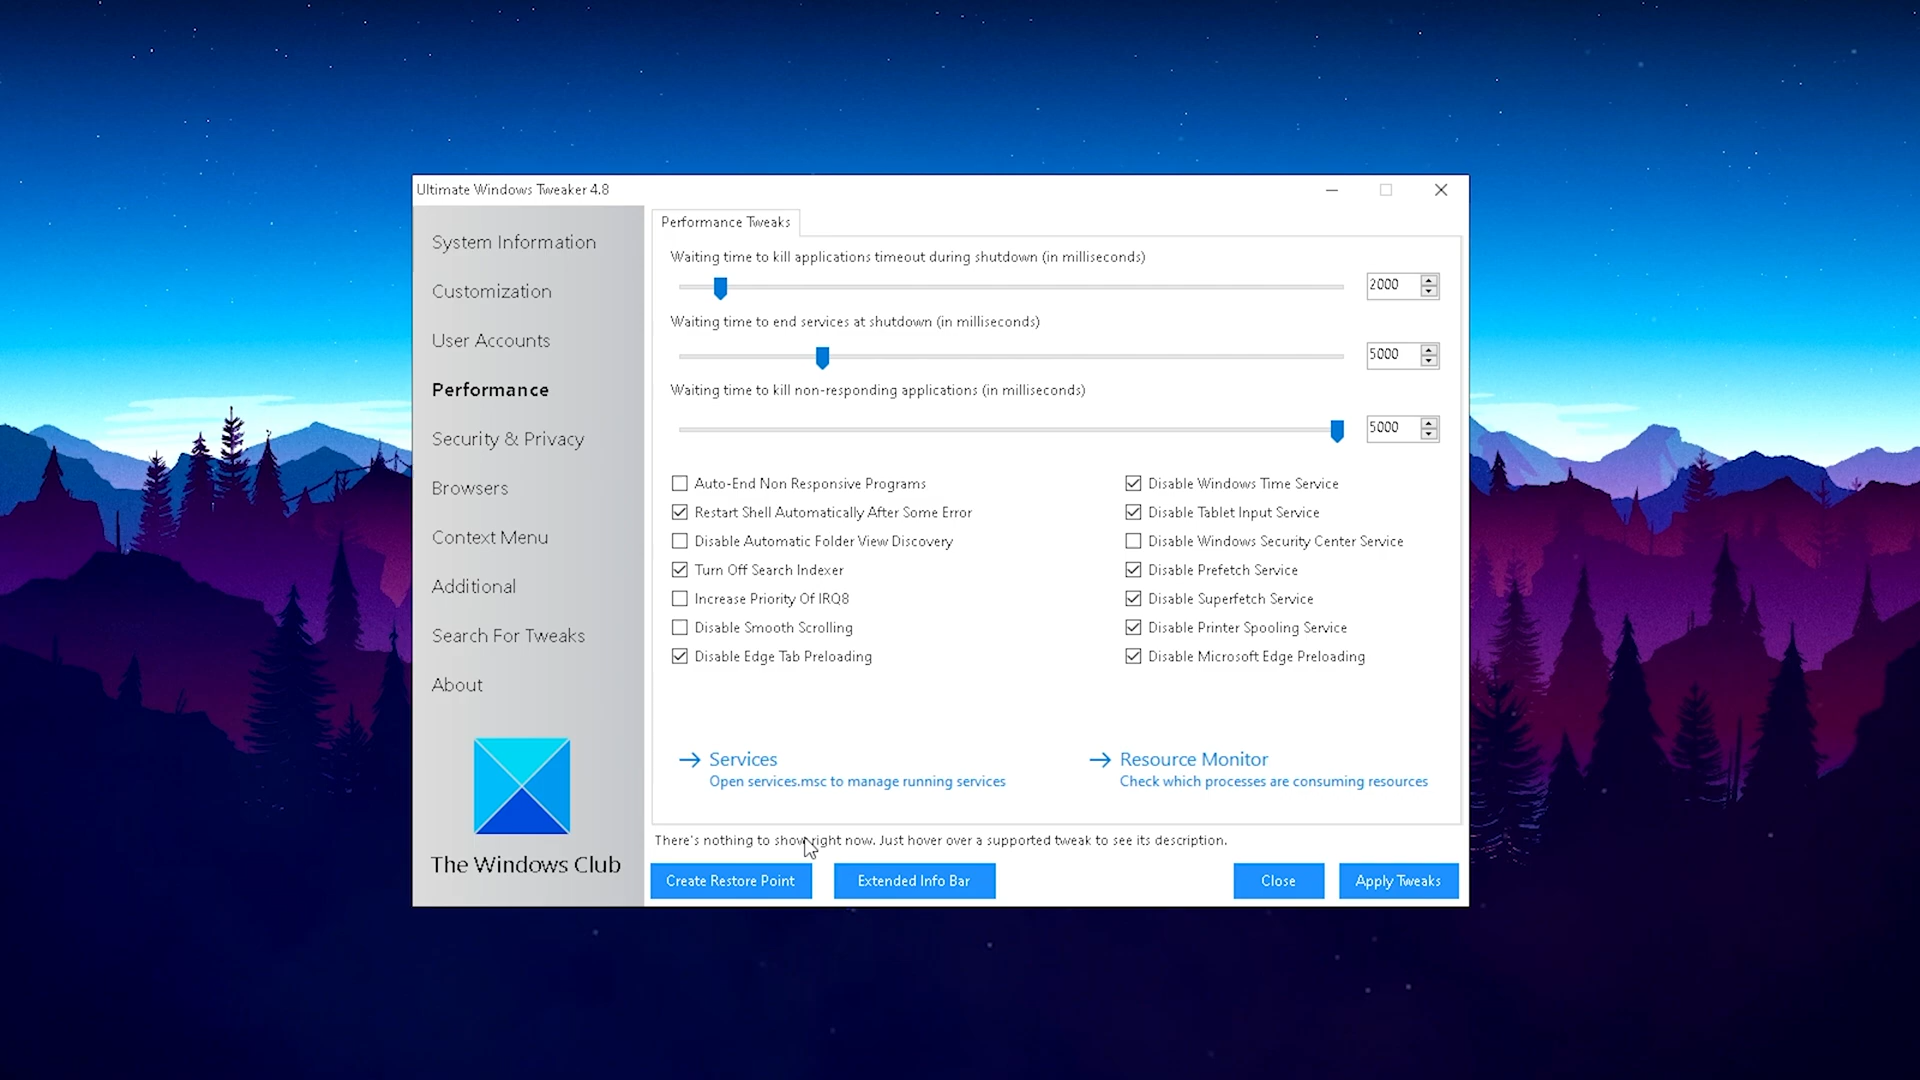 Ultimate Windows Tweaker 4.8
System Information
Customization
User Accounts
Performance
Security & Privacy
Browsers
Context Menu
Additional
Search For Tweaks
About
The Windows Club
Performance Tweaks
Waiting time to kill applications timeout during shutdown (in milliseconds)
2000
Waiting time to end services at shutdown (in milliseconds)
5000
Waiting time to kill non-responding applications (in milliseconds)
5000
Auto-End Non Responsive Programs
Restart Shell Automatically After Some Error
Disable Automatic Folder View Discovery
Turn Off Search Indexer
Increase Priority Of IRQ8
Disable Smooth Scrolling
Disable Edge Tab Preloading
Disable Windows Time Service
Disable Tablet Input Service
Disable Windows Security Center Service
Disable Prefetch Service
Disable Superfetch Service
Disable Printer Spooling Service
Disable Microsoft Edge Preloading
Services
Open services.msc to manage running services
Resource Monitor
Check which processes are consuming resources
There's nothing to show right now. Just hover over a supported tweak to see its description.
Create Restore Point
Extended Info Bar
Close
Apply Tweaks